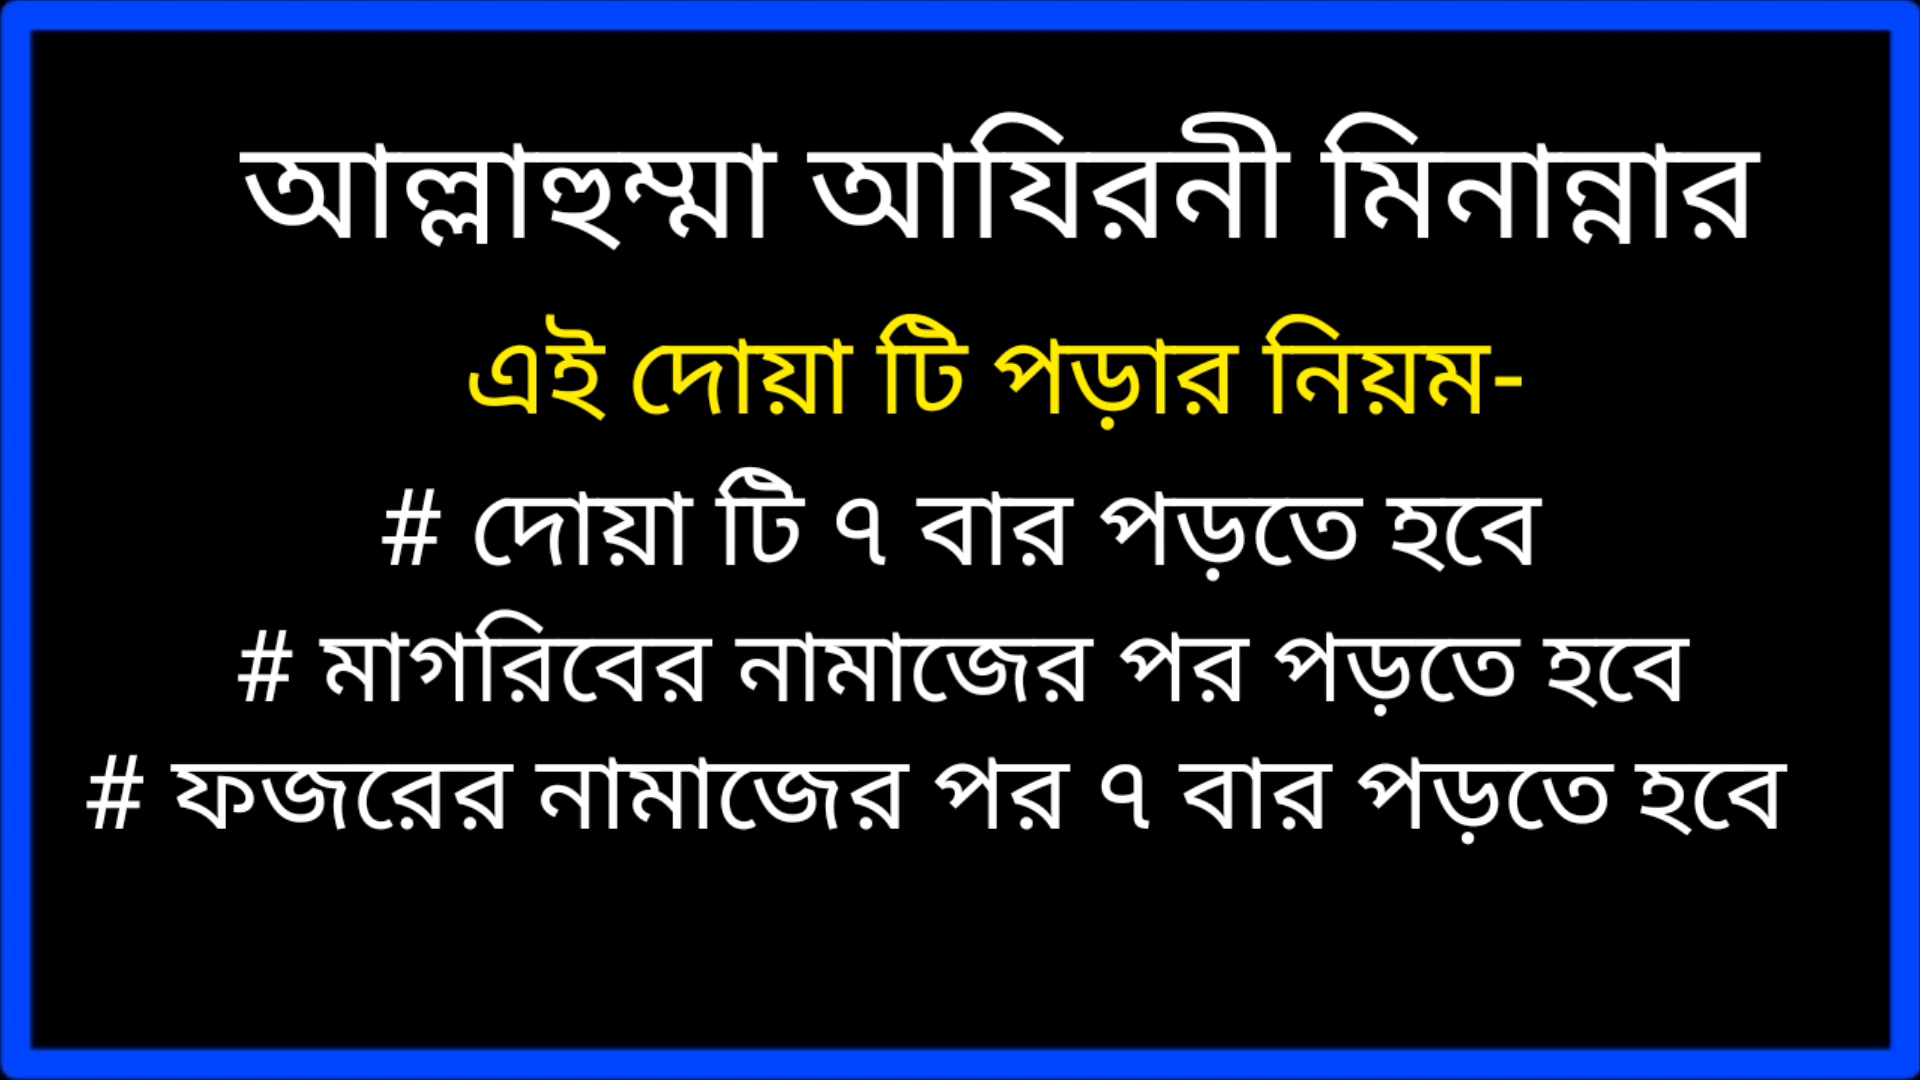 আল্লাহুম্মা আযিরনী মিনান্নার
এই দোয়া টি পড়ার নিয়ম-
# দোয়া টি ৭ বার পড়তে হবে
# মাগরিবের নামাজের পর পড়তে হবে
# ফজরের নামাজের পর ৭ বার পড়তে হবে